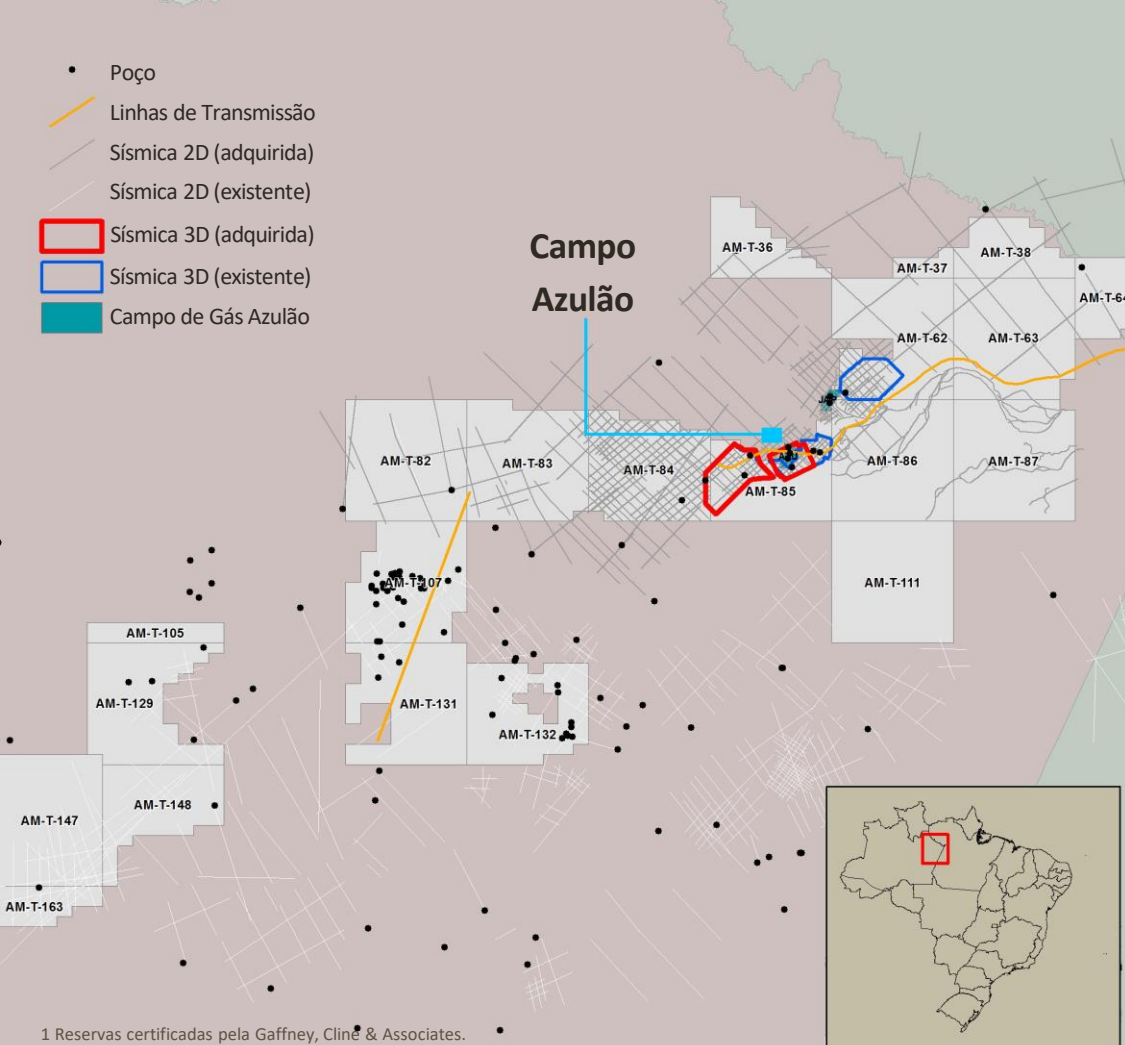 Poço
Linhas de Transmissão
Sísmica 2D (adquirida)
Sísmica 2D (existente)
Sísmica 3D (adquirida)
Sísmica 3D (existente)
Campo de Gás Azulão
Campo
Azulão
AM-T-36
AM-T-38
AM-T-37
AM-T-64
AM-T-62
AM-T-63
AM-T-82
AM-T-83
AM-T-84
AM-T-86
AM-T-87
AM-T-85
AM-T-107
AM-T-111
AM-T-105
AM-T-129
AM-T-131
AM-T-132
AM-T-148
AM-T-147
AM-T-163
1 Reservas certificadas pela Gaffney, Cline & Associates.